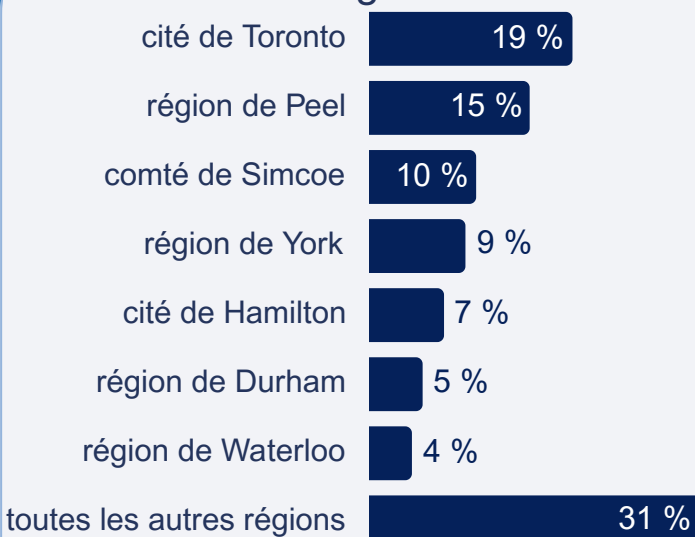 cité de Toronto 19 %
région de Peel 15 %
comté de Simcoe 10 %
région de York 9 %
cité de Hamilton 7 %
région de Durham 5 %
région de Waterloo 4 %
toutes les autres régions 31 %